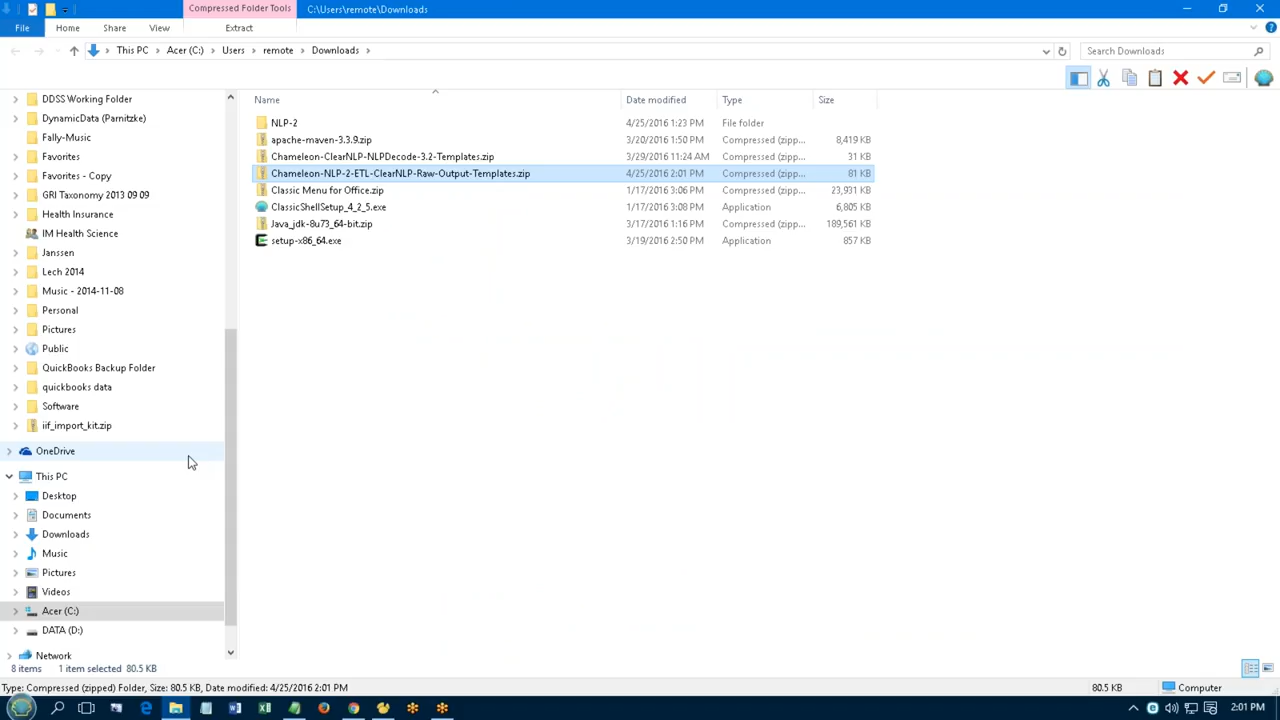 Compressed Folder Tools
C:\Users\remote\Downloads
File
Home
Share
View
Extract
This PC
Acer (C:)
Users
remote
Downloads
Search Downloads
Name
Date modified
Type
Size
DDSS Working Folder
DynamicData (Parnitzke)
Fally-Music
Favorites
Favorites - Copy
GRI Taxonomy 2013 09 09
Health Insurance
IM Health Science
Janssen
Lech 2014
Music - 2014-11-08
Personal
Pictures
Public
QuickBooks Backup Folder
quickbooks data
Software
iif_import_kit.zip
OneDrive
This PC
Desktop
Documents
Downloads
Music
Pictures
Videos
Acer (C:)
DATA (D:)
Network
NLP-2 4/25/2016 1:23 PM File folder
apache-maven-3.3.9.zip 3/20/2016 1:50 PM Compressed (zipp... 8,419 KB
Chameleon-ClearNLP-NLPDecode-3.2-Templates.zip 3/29/2016 11:24 AM Compressed (zipp... 31 KB
Chameleon-NLP-2-ETL-ClearNLP-Raw-Output-Templates.zip 4/25/2016 2:01 PM Compressed (zipp... 81 KB
Classic Menu for Office.zip 1/17/2016 3:06 PM Compressed (zipp... 23,931 KB
ClassicShellSetup_4_2_5.exe 1/17/2016 3:08 PM Application 6,805 KB
Java_jdk-8u73_64-bit.zip 3/17/2016 1:16 PM Compressed (zipp... 189,561 KB
setup-x86_64.exe 3/19/2016 2:50 PM Application 857 KB
8 items 1 item selected 80.5 KB
Type: Compressed (zipped) Folder, Size: 80.5 KB, Date modified: 4/25/2016 2:01 PM
80.5 KB
Computer
2:01 PM